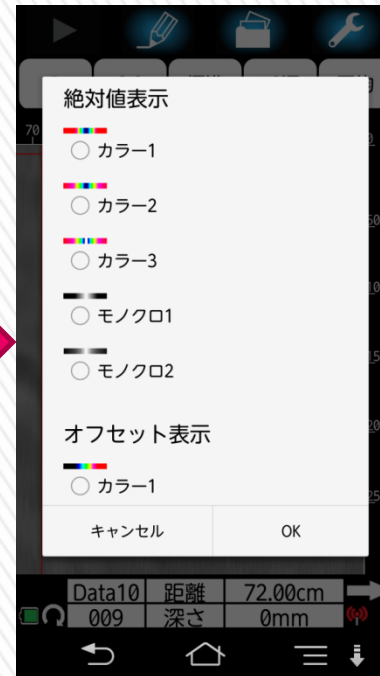 70
絶対値表示
カラー1
カラー2
カラー3
モノクロ1
モノクロ2
オフセット表示
カラー1
キャンセル OK
Data10 距離 72.00cm
009 深さ 0mm